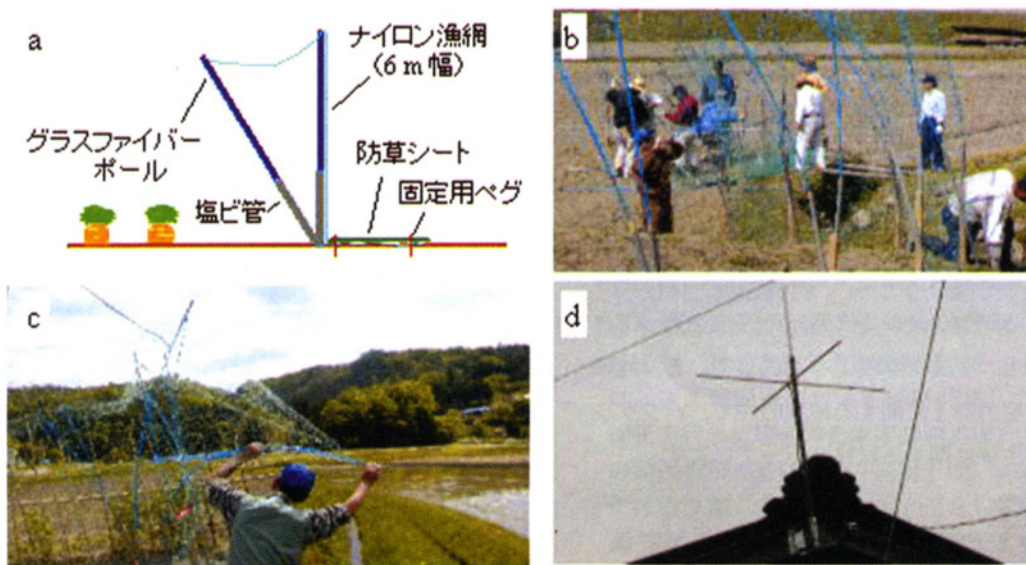 a
ナイロン漁網
(6m幅)
グラスファイバー
ポール
防草シート
固定用ペグ
塩ビ管
b
c
d